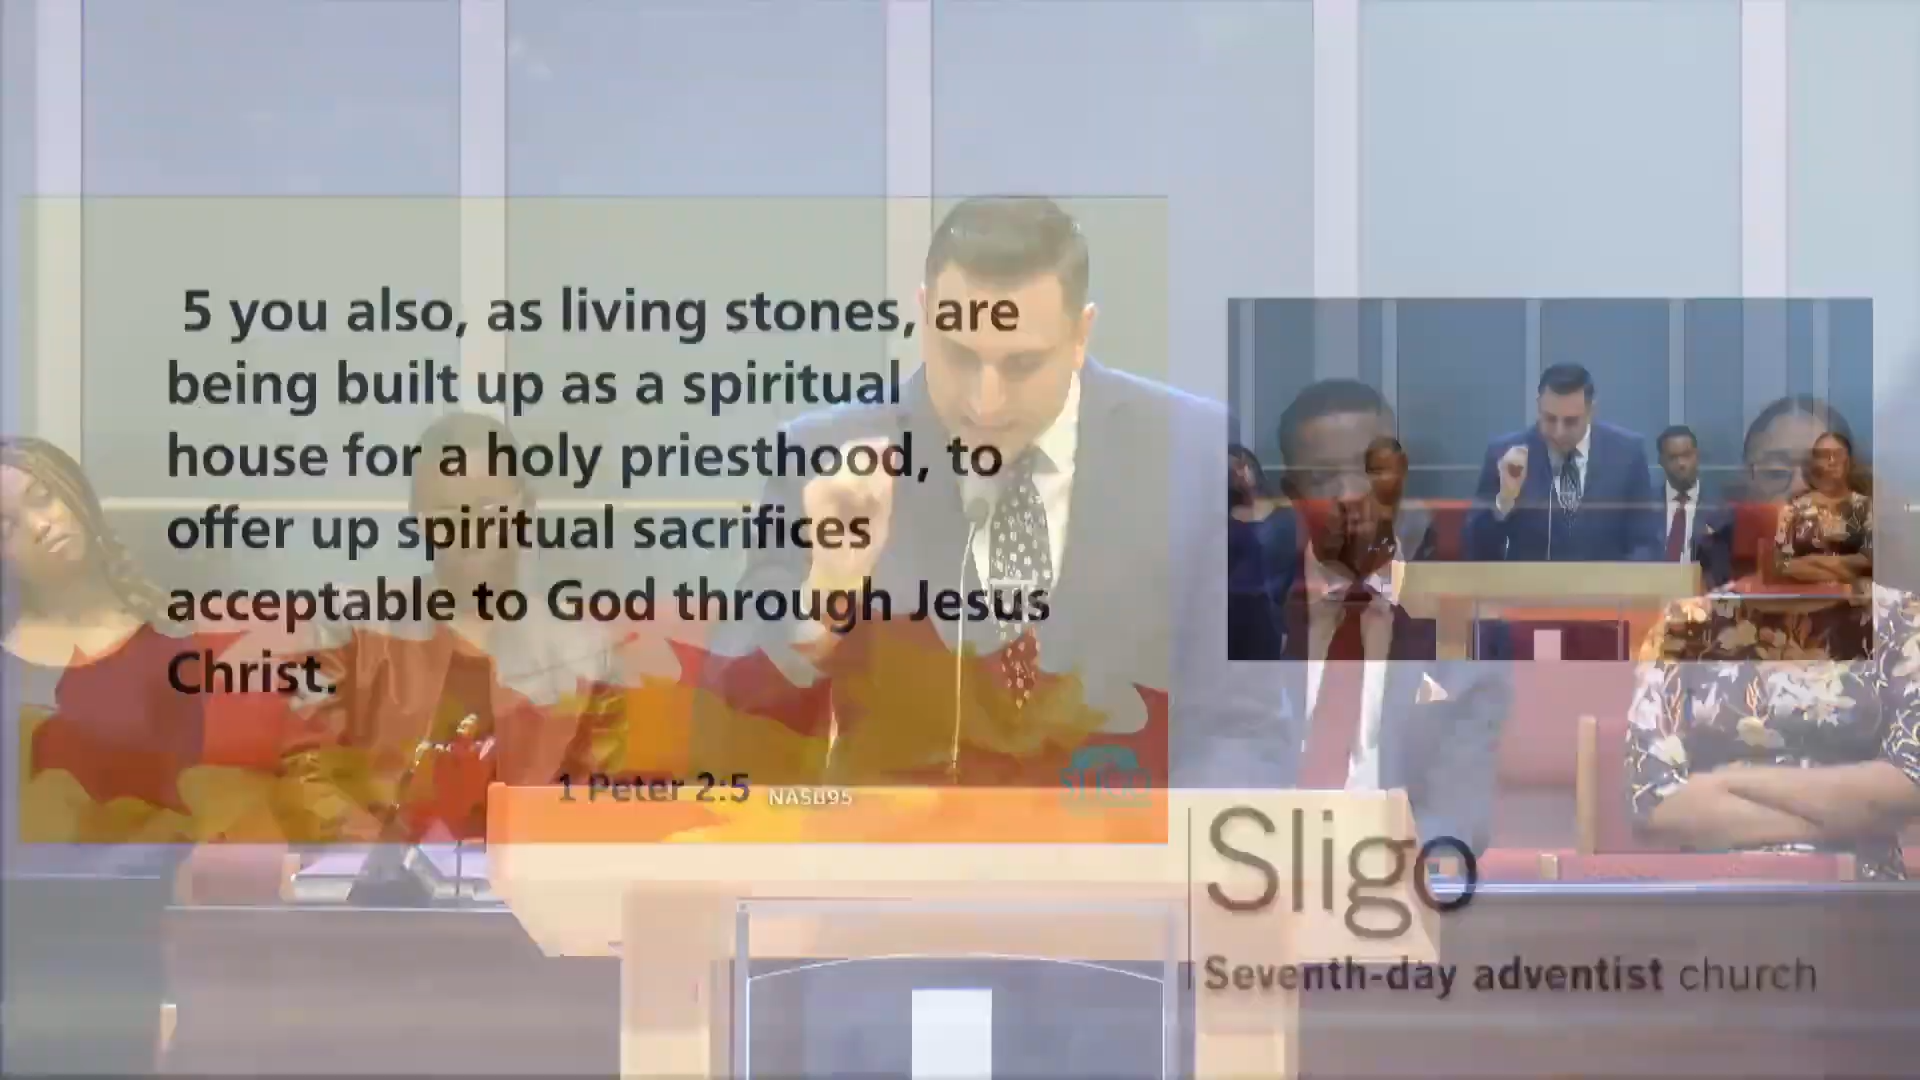 5 you also, as living stones, are
being built up as a spiritual
house for a holy priesthood, to
offer up spiritual sacrifices
acceptable to God through Jesus
Christ.
1 Peter 2:5 NASB95
SLIGO
Sligo
Seventh-day adventist church